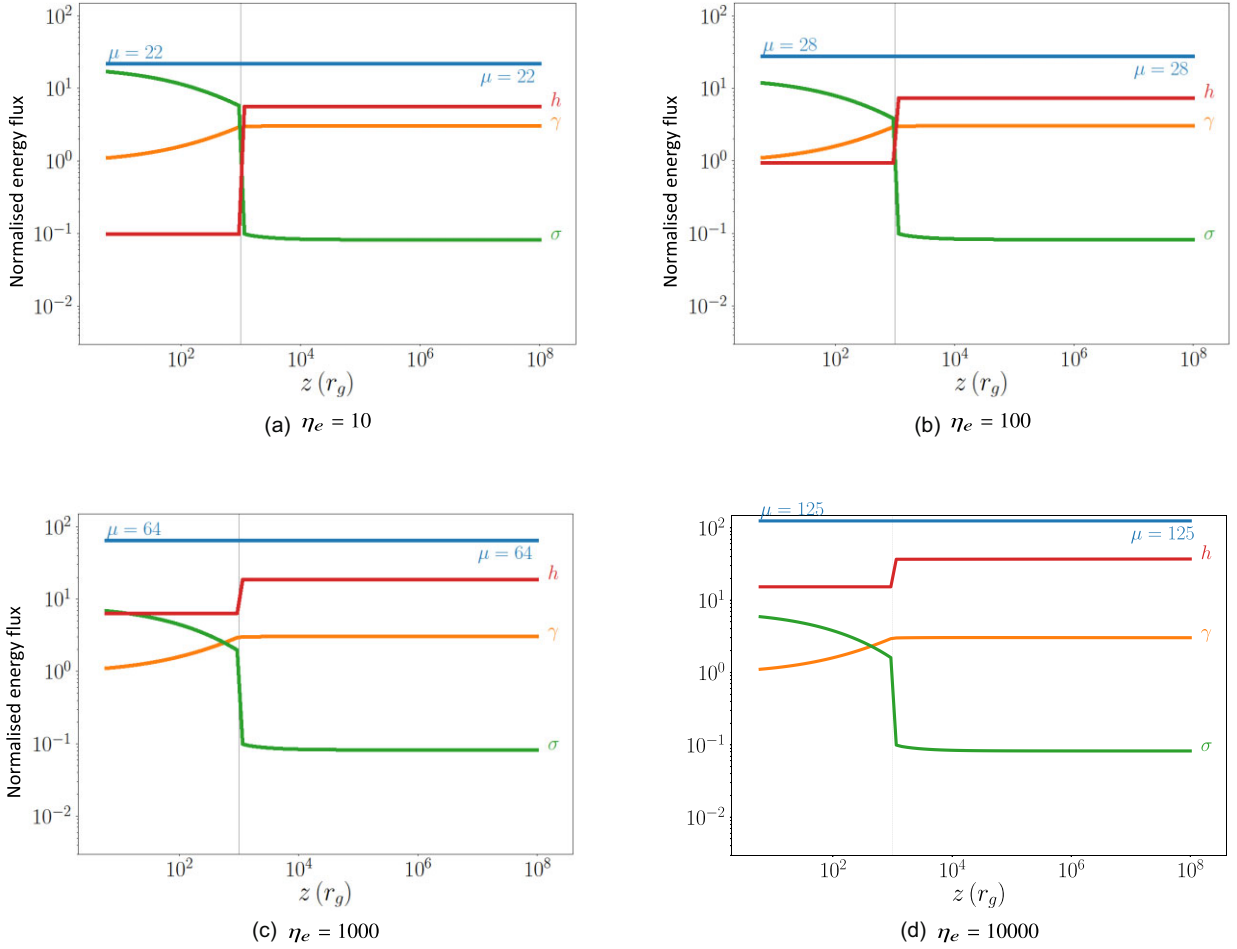 Normalised energy flux
10^2
10^1
10^0
10^{-1}
10^{-2}
μ = 22
μ = 22
h
γ
σ
10^2 10^4 10^6 10^8
z (r_g)
(a) η_e = 10
Normalised energy flux
10^2
10^1
10^0
10^{-1}
10^{-2}
μ = 28
μ = 28
h
γ
σ
10^2 10^4 10^6 10^8
z (r_g)
(b) η_e = 100
Normalised energy flux
10^2
10^1
10^0
10^{-1}
10^{-2}
μ = 64
μ = 64
h
γ
σ
10^2 10^4 10^6 10^8
z (r_g)
(c) η_e = 1000
10^2
10^1
10^0
10^{-1}
10^{-2}
μ = 125
μ = 125
h
γ
σ
10^2 10^4 10^6 10^8
z (r_g)
(d) η_e = 10000